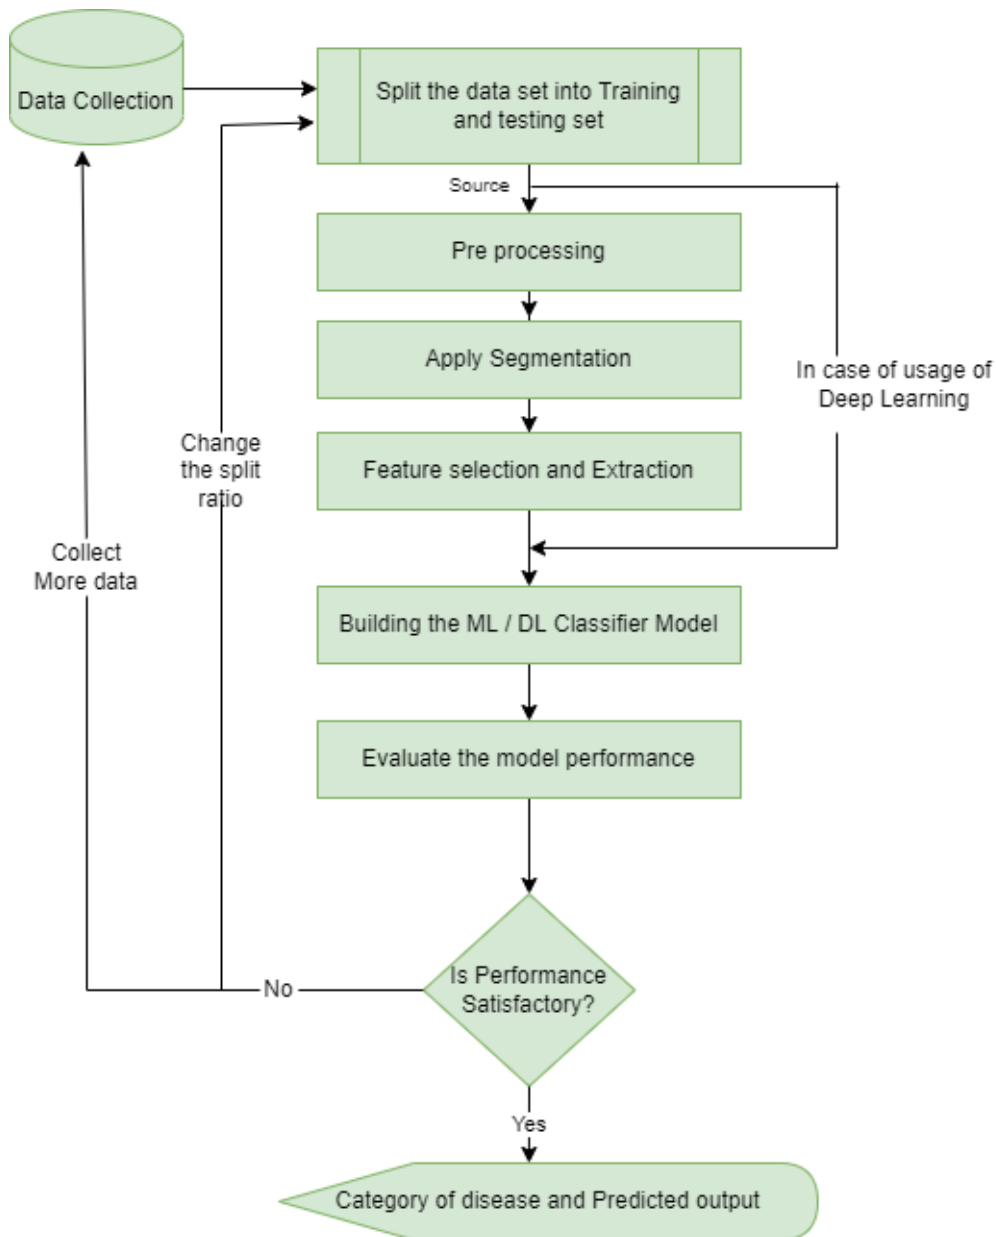 Data Collection
Split the data set into Training
and testing set
Source
Pre processing
Apply Segmentation
In case of usage of
Deep Learning
Change
the split
ratio
Feature selection and Extraction
Collect
More data
Building the ML / DL Classifier Model
Evaluate the model performance
Is Performance
Satisfactory?
No
Yes
Category of disease and Predicted output